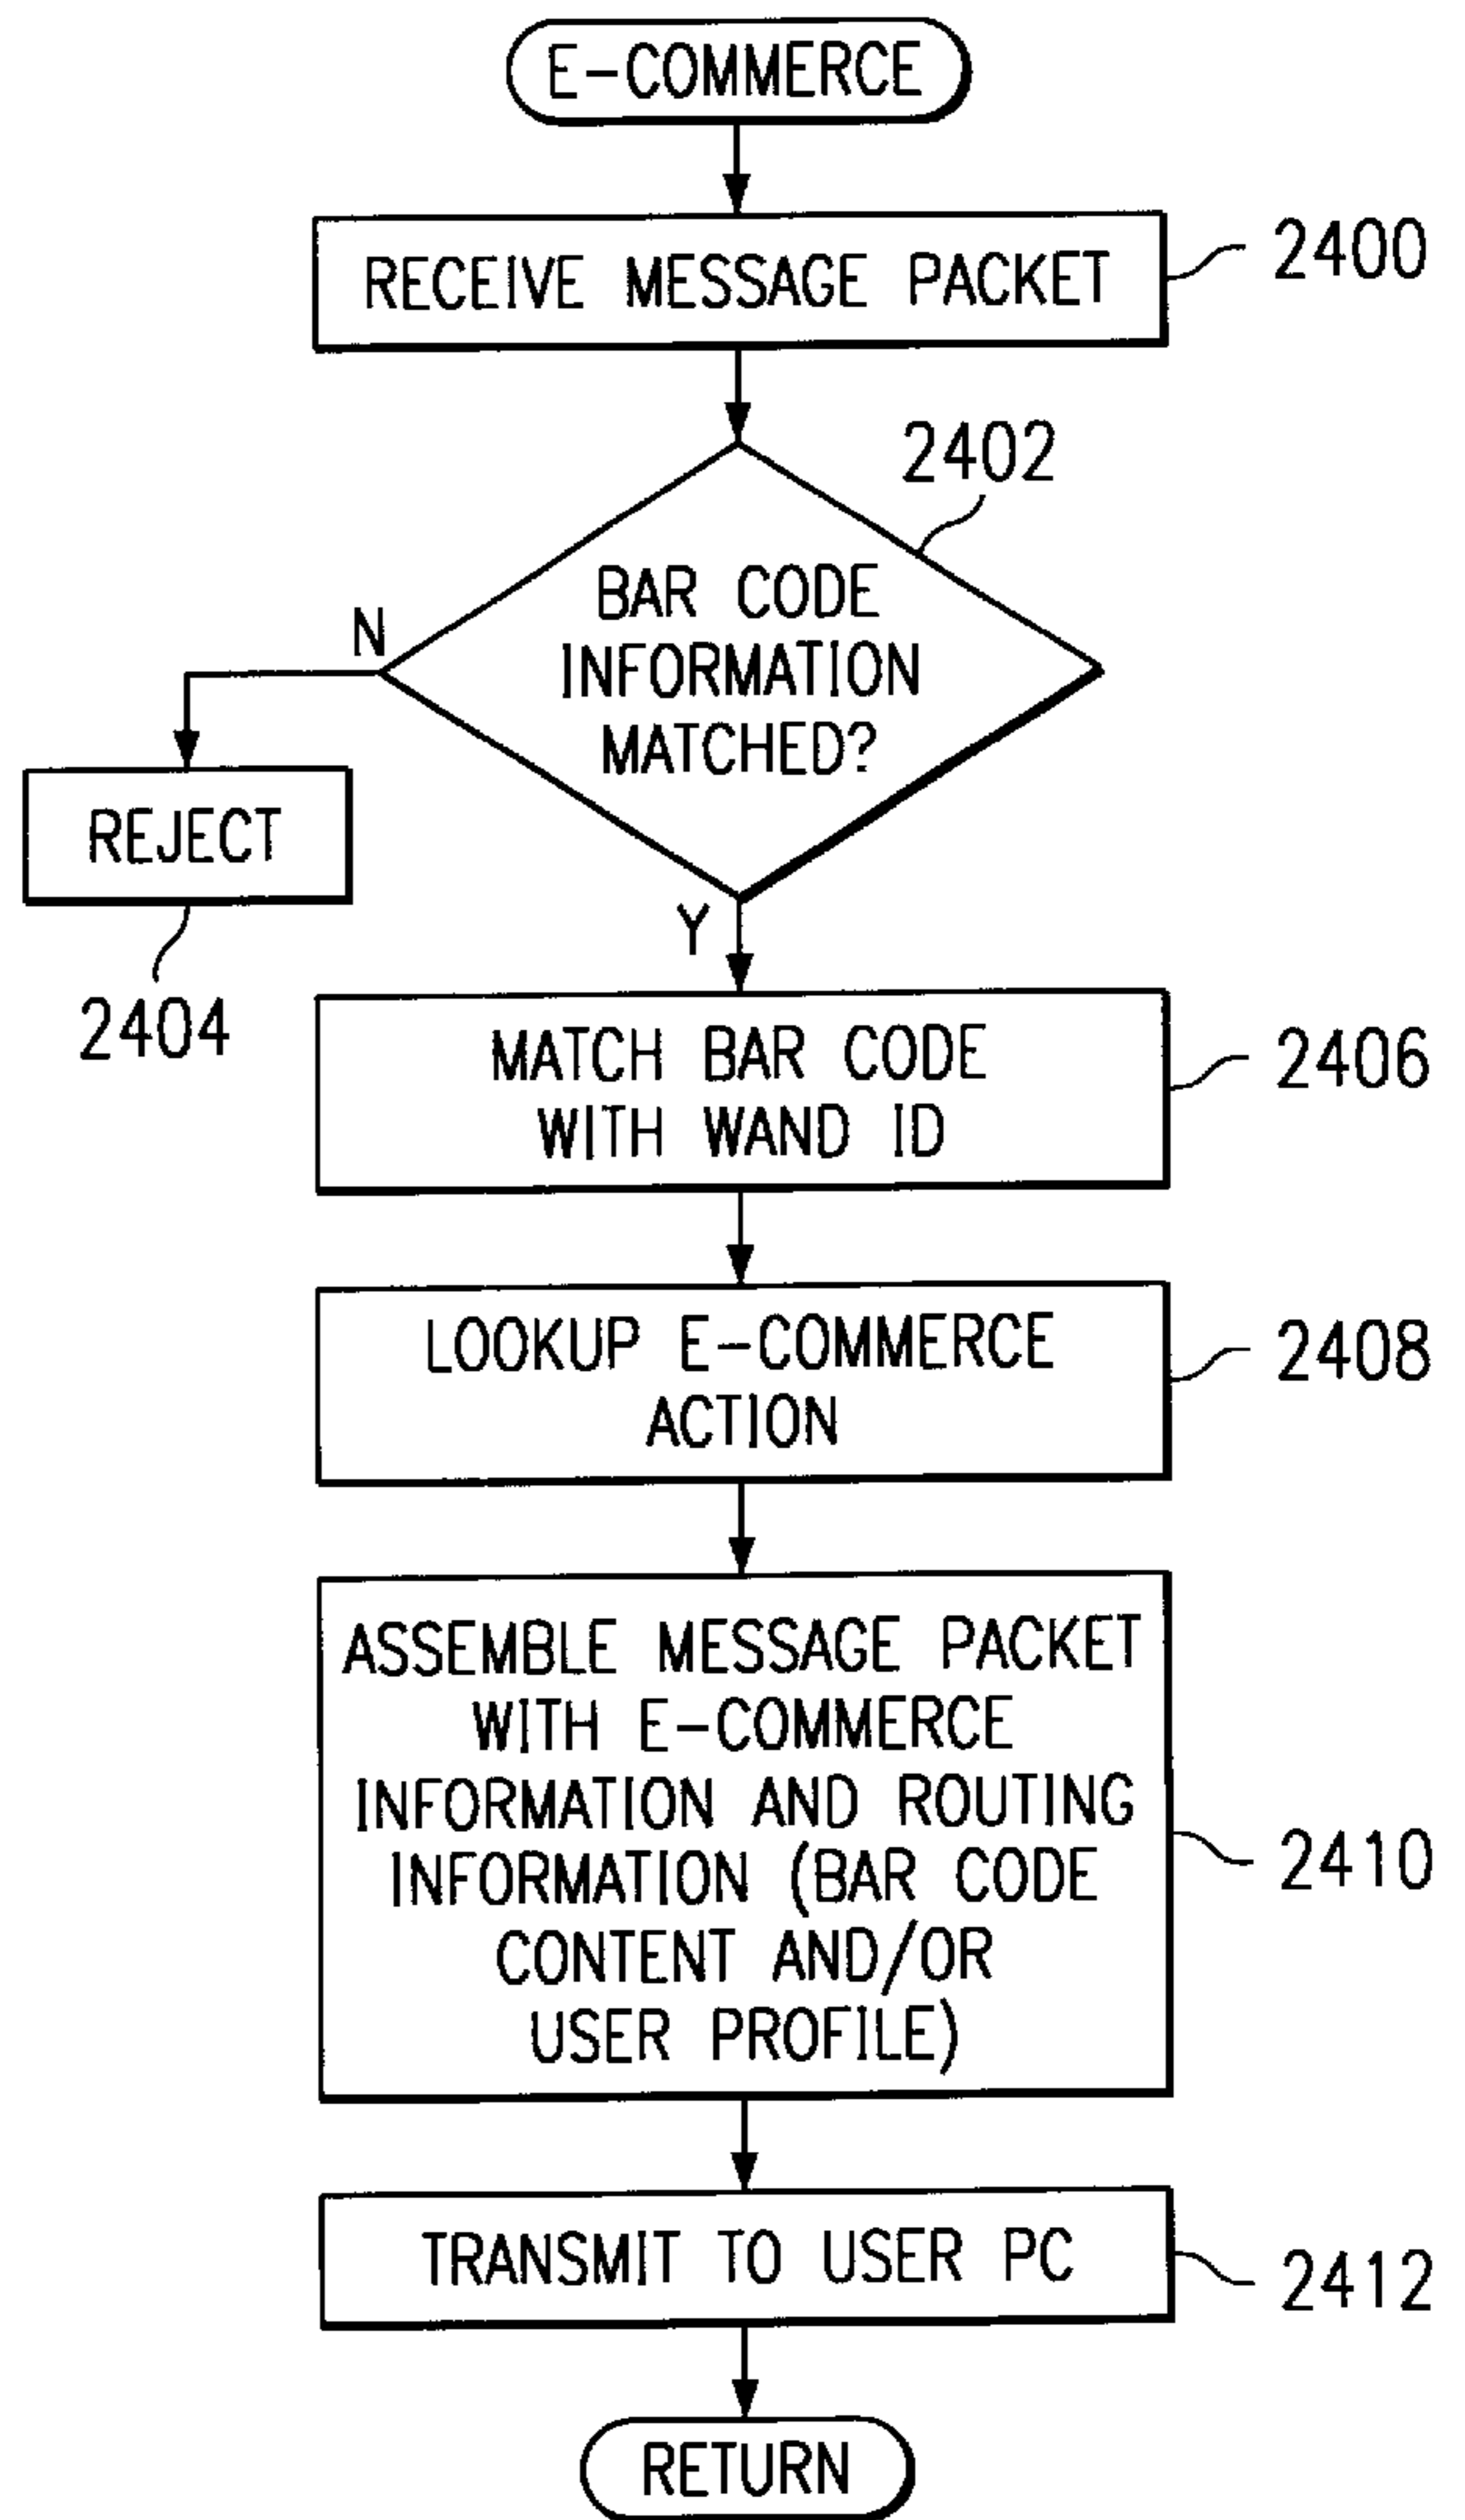 E-COMMERCE
RECEIVE MESSAGE PACKET
2400
2402
BAR CODE
INFORMATION
MATCHED?
N
REJECT
2404
Y
MATCH BAR CODE
WITH WAND ID
2406
LOOKUP E-COMMERCE
ACTION
2408
ASSEMBLE MESSAGE PACKET
WITH E-COMMERCE
INFORMATION AND ROUTING
INFORMATION (BAR CODE
CONTENT AND/OR
USER PROFILE)
2410
TRANSMIT TO USER PC
2412
RETURN